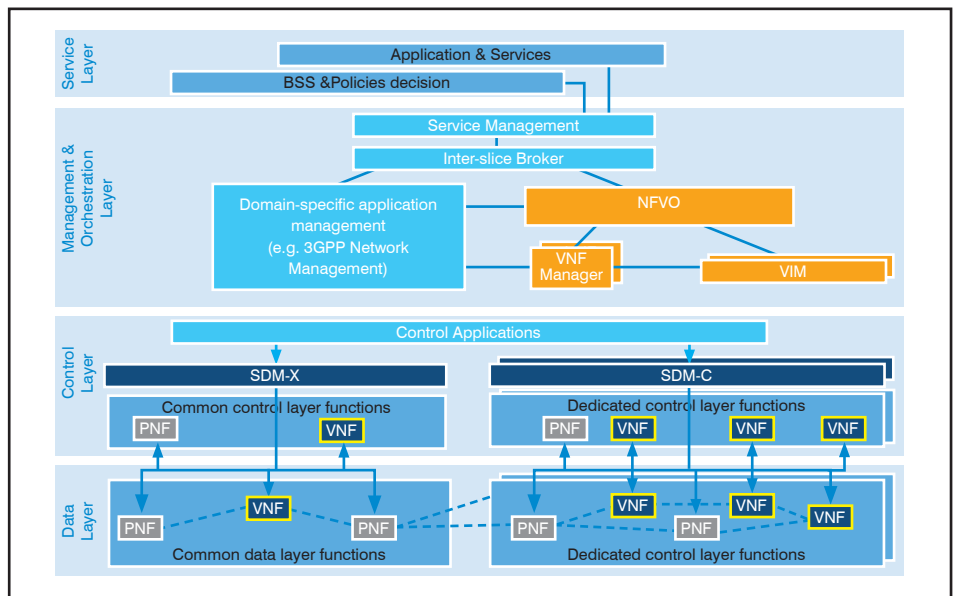 Service
Layer
Application & Services
BSS &Policies decision
Management &
Orchestration
Layer
Service Management
Inter-slice Broker
Domain-specific application
management
(e.g. 3GPP Network
Management)
NFVO
VNF
Manager
VIM
Control
Layer
Control Applications
SDM-X
SDM-C
Common control layer functions
PNF
VNF
Dedicated control layer functions
PNF
VNF
VNF
VNF
Data
Layer
PNF
VNF
PNF
Common data layer functions
PNF
VNF
PNF
VNF
VNF
Dedicated control layer functions